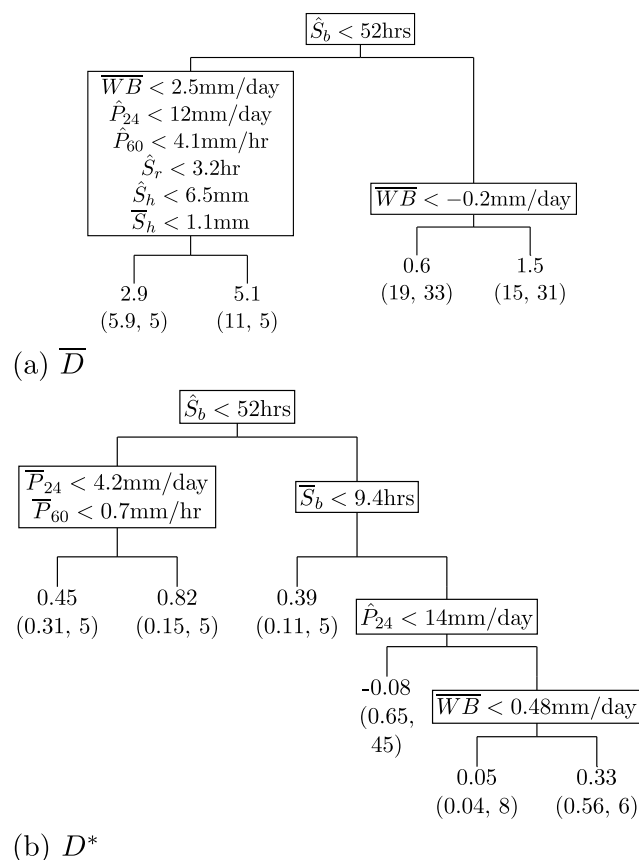 Ŝ_b < 52hrs
W̅B̅ < 2.5mm/day
P̂_24 < 12mm/day
P̂_60 < 4.1mm/hr
Ŝ_r < 3.2hr
Ŝ_h < 6.5mm
S̅_h < 1.1mm
W̅B̅ < −0.2mm/day
2.9
(5.9, 5)
5.1
(11, 5)
0.6
(19, 33)
1.5
(15, 31)
(a) D̅
Ŝ_b < 52hrs
P̅_24 < 4.2mm/day
P̅_60 < 0.7mm/hr
S̅_b < 9.4hrs
0.45
(0.31, 5)
0.82
(0.15, 5)
0.39
(0.11, 5)
P̂_24 < 14mm/day
-0.08
(0.65,
45)
W̅B̅ < 0.48mm/day
0.05
(0.04, 8)
0.33
(0.56, 6)
(b) D*